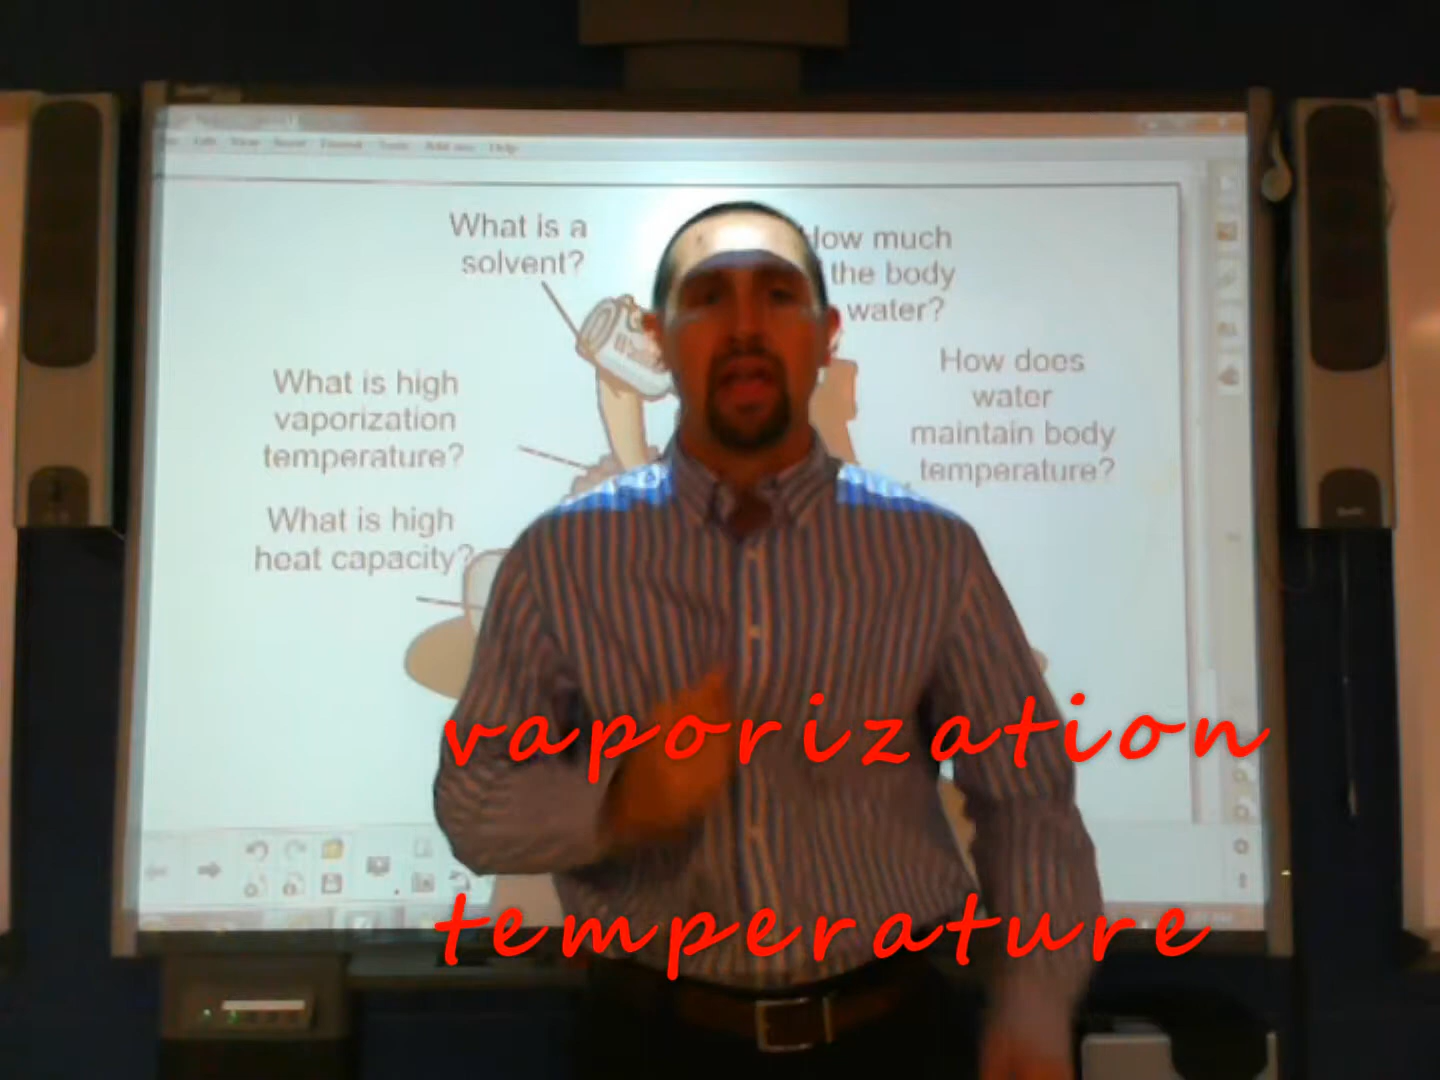 What is a
solvent?
How much
the body
water?
What is high
vaporization
temperature?
How does
water
maintain body
temperature?
What is high
heat capacity?
vaporization
temperature